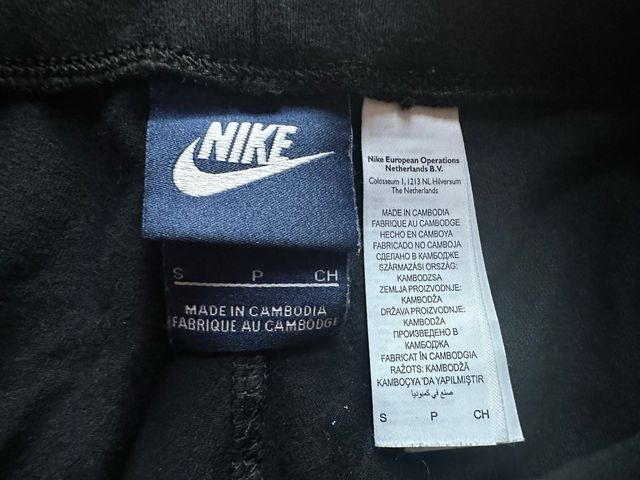 NIKE
S P CH
MADE IN CAMBODIA
FABRIQUE AU CAMBODGE
Nike European Operations
Netherlands B.V.
Colosseum 1, 1213 NL Hilversum
The Netherlands
MADE IN CAMBODIA
FABRIQUE AU CAMBODGE
HECHO EN CAMBOYA
FABRICADO NO CAMBOJA
СДЕЛАНО В КАМБОДЖЕ
SZÁRMAZÁSI ORSZÁG:
KAMBODZSA
ZEMLJA PROIZVODNJE:
KAMBODŽA
DRŽAVA PROIZVODNJE:
KAMBODŽA
ПРОИЗВЕДЕНО В
КАМБОДЖА
FABRICAT ÎN CAMBODGIA
RAŽOTS: KAMBODŽĀ
KAMBOÇYA 'DA YAPILMIŞTIR
صنع في كمبوديا
S P CH